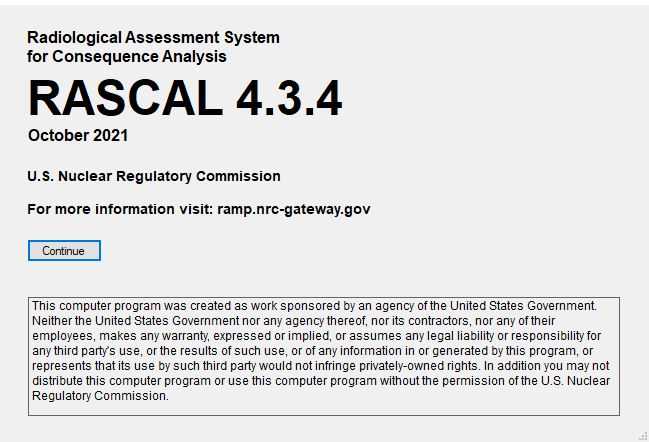 Radiological Assessment System
for Consequence Analysis
RASCAL 4.3.4
October 2021
U.S. Nuclear Regulatory Commission
For more information visit: ramp.nrc-gateway.gov
Continue
This computer program was created as work sponsored by an agency of the United States Government.
Neither the United States Government nor any agency thereof, nor its contractors, nor any of their
employees, makes any warranty, expressed or implied, or assumes any legal liability or responsibility for
any third party's use, or the results of such use, or of any information in or generated by this program, or
represents that its use by such third party would not infringe privately-owned rights. In addition you may not
distribute this computer program or use this computer program without the permission of the U.S. Nuclear
Regulatory Commission.